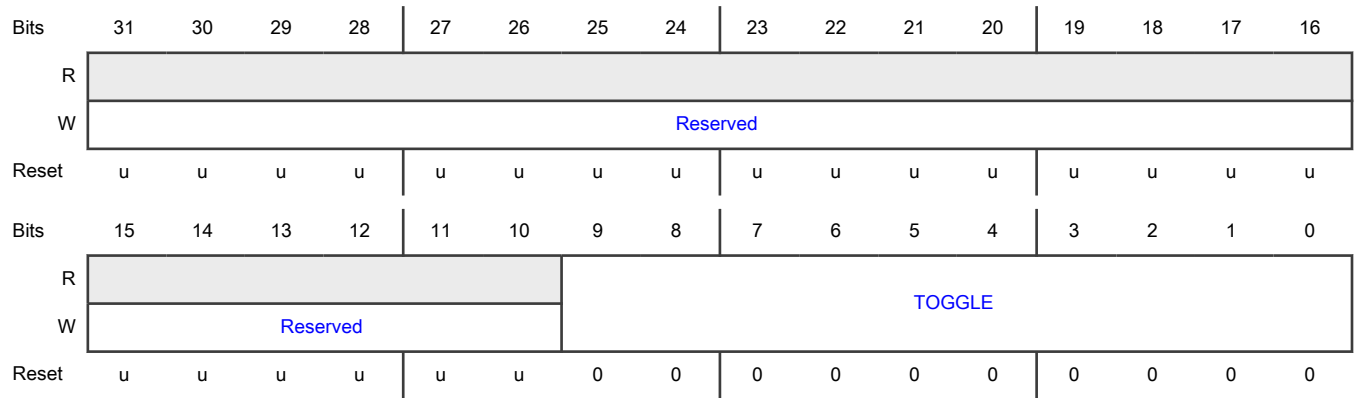 Bits 31 30 29 28 27 26 25 24 23 22 21 20 19 18 17 16
R
W Reserved
Reset u u u u u u u u u u u u u u u u
Bits 15 14 13 12 11 10 9 8 7 6 5 4 3 2 1 0
R
TOGGLE
W Reserved
Reset u u u u u u 0 0 0 0 0 0 0 0 0 0